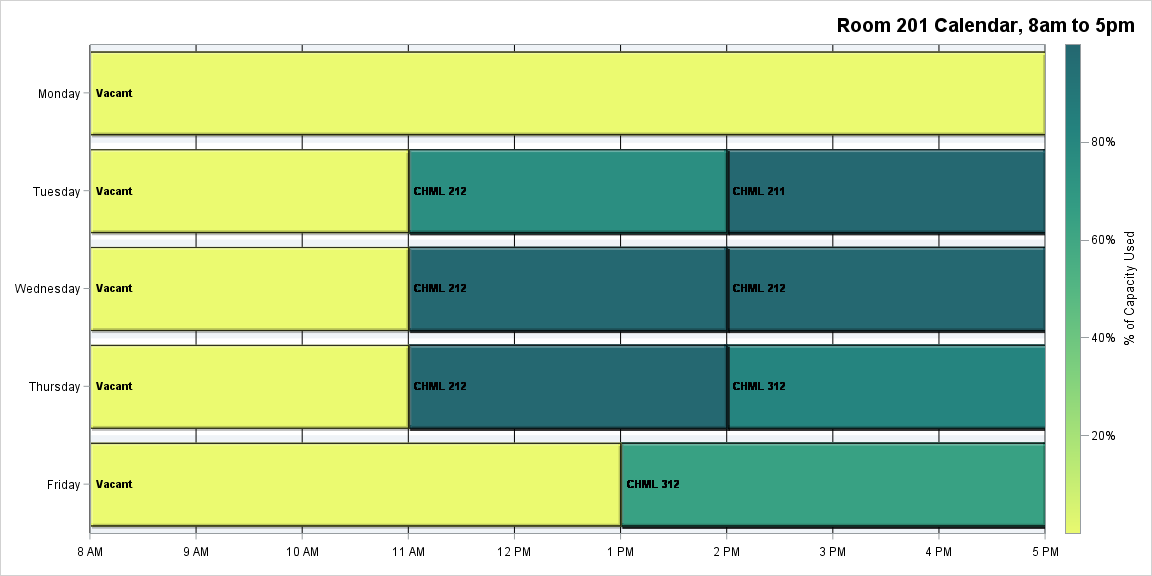 Room 201 Calendar, 8am to 5pm
Monday
Vacant
Tuesday
Vacant
CHML 212
CHML 211
Wednesday
Vacant
CHML 212
CHML 212
Thursday
Vacant
CHML 212
CHML 312
Friday
Vacant
CHML 312
8 AM
9 AM
10 AM
11 AM
12 PM
1 PM
2 PM
3 PM
4 PM
5 PM
80%
60%
40%
20%
% of Capacity Used